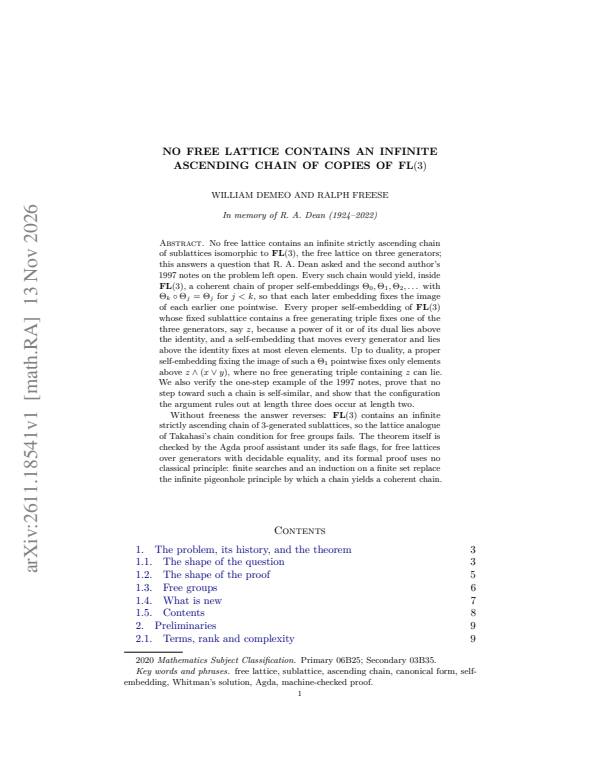 NO FREE LATTICE CONTAINS AN INFINITE
ASCENDING CHAIN OF COPIES OF FL(3)
WILLIAM DEMEO AND RALPH FREESE
In memory of R. A. Dean (1924–2022)
Abstract. No free lattice contains an infinite strictly ascending chain
of sublattices isomorphic to FL(3), the free lattice on three generators;
this answers a question that R. A. Dean asked and the second author's
1997 notes on the problem left open. Every such chain would yield, inside
FL(3), a coherent chain of proper self-embeddings Θ₀, Θ₁, Θ₂, . . . with
Θₖ ∘ Θⱼ = Θⱼ for j < k, so that each later embedding fixes the image
of each earlier one pointwise. Every proper self-embedding of FL(3)
whose fixed sublattice contains a free generating triple fixes one of the
three generators, say z, because a power of it or of its dual lies above
the identity, and a self-embedding that moves every generator and lies
above the identity fixes at most eleven elements. Up to duality, a proper
self-embedding fixing the image of such a Θ₁ pointwise fixes only elements
above z ∧ (x ∨ y), where no free generating triple containing z can lie.
We also verify the one-step example of the 1997 notes, prove that no
step toward such a chain is self-similar, and show that the configuration
the argument rules out at length three does occur at length two.
Without freeness the answer reverses: FL(3) contains an infinite
strictly ascending chain of 3-generated sublattices, so the lattice analogue
of Takahasi's chain condition for free groups fails. The theorem itself is
checked by the Agda proof assistant under its safe flags, for free lattices
over generators with decidable equality, and its formal proof uses no
classical principle: finite searches and an induction on a finite set replace
the infinite pigeonhole principle by which a chain yields a coherent chain.
Contents
1. The problem, its history, and the theorem 3
1.1. The shape of the question 3
1.2. The shape of the proof 5
1.3. Free groups 6
1.4. What is new 7
1.5. Contents 8
2. Preliminaries 9
2.1. Terms, rank and complexity 9
2020 Mathematics Subject Classification. Primary 06B25; Secondary 03B35.
Key words and phrases. free lattice, sublattice, ascending chain, canonical form, self-
embedding, Whitman's solution, Agda, machine-checked proof.
1
arXiv:2611.18541v1 [math.RA] 13 Nov 2026